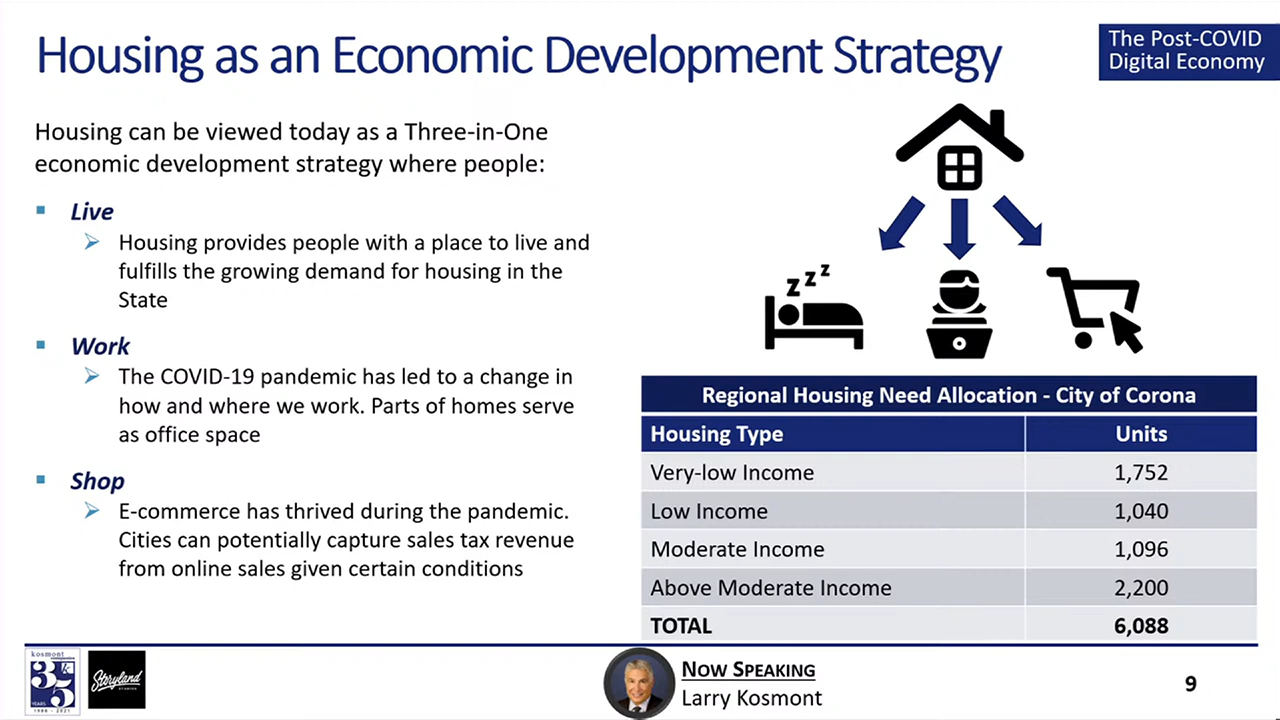 Housing as an Economic Development Strategy
The Post-COVID
Digital Economy
Housing can be viewed today as a Three-in-One
economic development strategy where people:
Live
Housing provides people with a place to live and
fulfills the growing demand for housing in the
State
Work
The COVID-19 pandemic has led to a change in
how and where we work. Parts of homes serve
as office space
Shop
E-commerce has thrived during the pandemic.
Cities can potentially capture sales tax revenue
from online sales given certain conditions
z z z
Regional Housing Need Allocation - City of Corona
Housing Type Units
Very-low Income 1,752
Low Income 1,040
Moderate Income 1,096
Above Moderate Income 2,200
TOTAL 6,088
kosmont companies
35
YEARS
1986 - 2021
Storyland
STUDIOS
NOW SPEAKING
Larry Kosmont
9